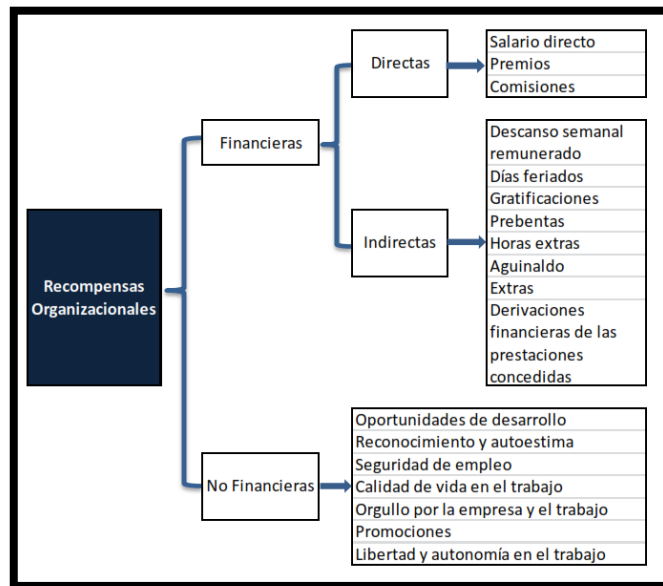 Recompensas
Organizacionales
Financieras
Directas
Salario directo
Premios
Comisiones
Indirectas
Descanso semanal
remunerado
Días feriados
Gratificaciones
Prebentas
Horas extras
Aguinaldo
Extras
Derivaciones
financieras de las
prestaciones
concedidas
No Financieras
Oportunidades de desarrollo
Reconocimiento y autoestima
Seguridad de empleo
Calidad de vida en el trabajo
Orgullo por la empresa y el trabajo
Promociones
Libertad y autonomía en el trabajo